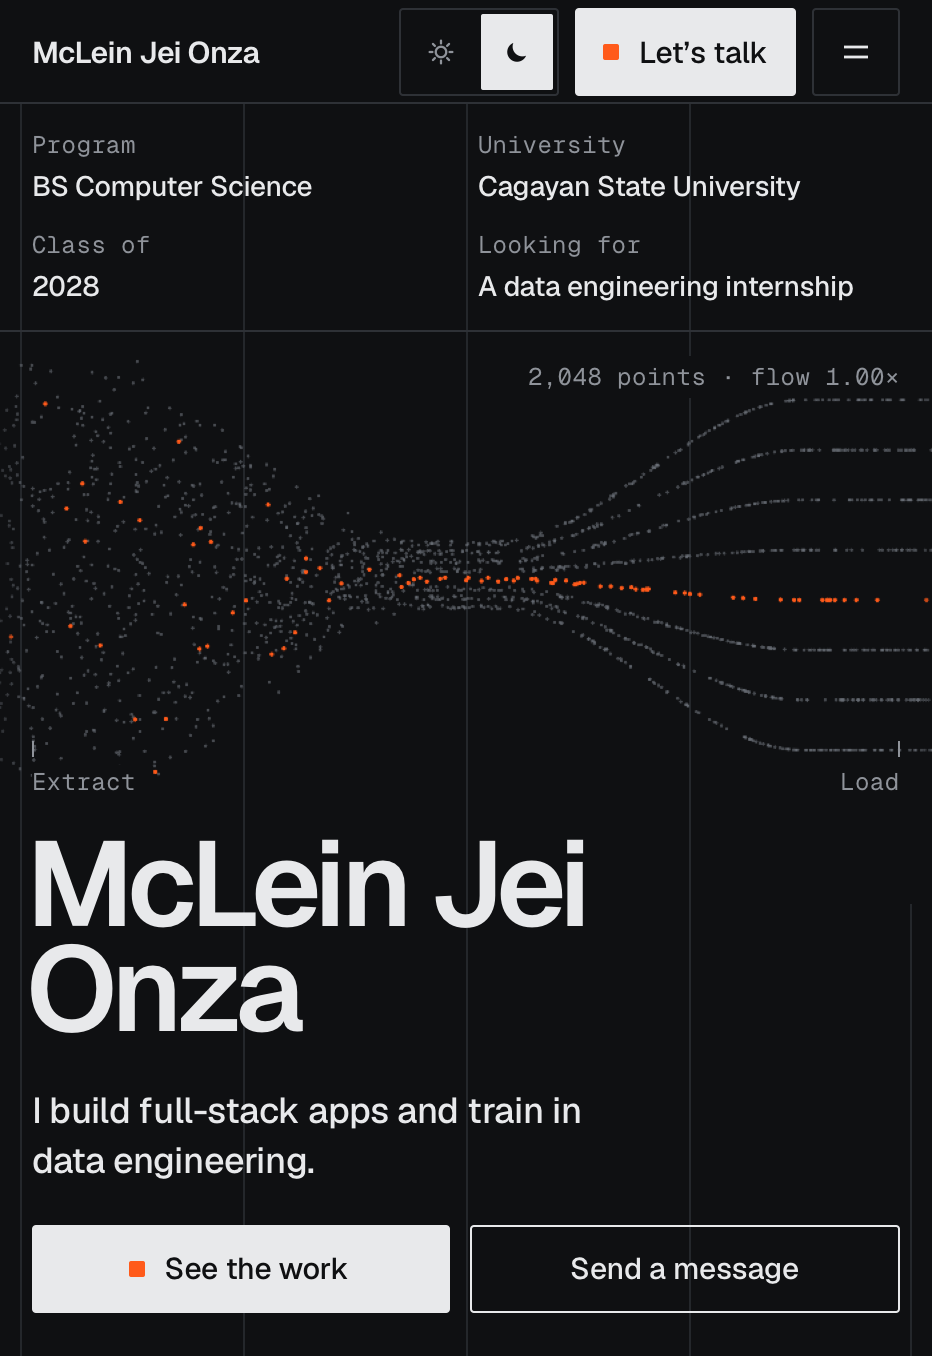 McLein Jei Onza
Let’s talk
Program
BS Computer Science
University
Cagayan State University
Class of
2028
Looking for
A data engineering internship
2,048 points · flow 1.00×
Extract
Load
McLein Jei
Onza
I build full-stack apps and train in
data engineering.
See the work
Send a message